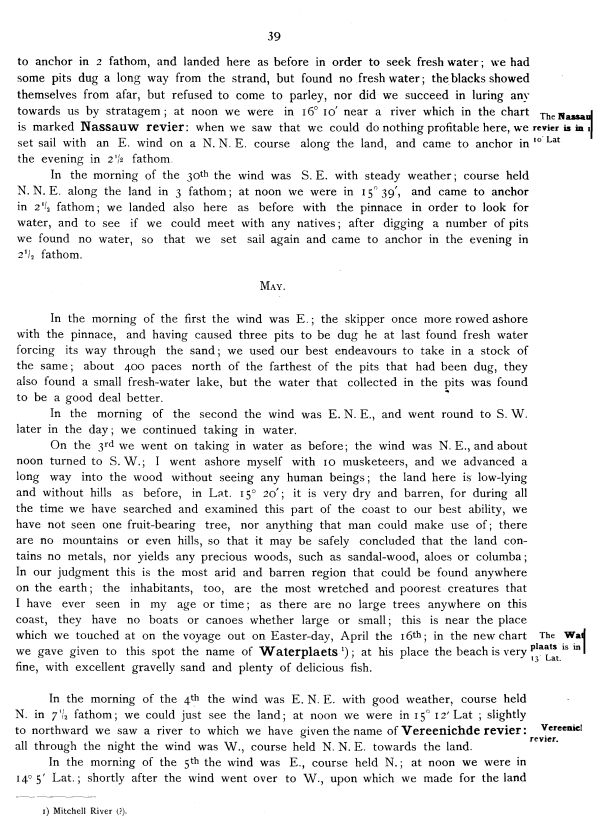 39
to anchor in 2 fathom, and landed here as before in order to seek fresh water; we had
some pits dug a long way from the strand, but found no fresh water; the blacks showed
themselves from afar, but refused to come to parley, nor did we succeed in luring any
towards us by stratagem; at noon we were in 16° 10′ near a river which in the chart
is marked Nassauw revier: when we saw that we could do nothing profitable here, we
set sail with an E. wind on a N. N. E. course along the land, and came to anchor in
the evening in 2 1/2 fathom
The Nassau
revier is in 1
10′ Lat
In the morning of the 30th the wind was S. E. with steady weather; course held
N. N. E. along the land in 3 fathom; at noon we were in 15° 39′, and came to anchor
in 2 1/2 fathom; we landed also here as before with the pinnace in order to look for
water, and to see if we could meet with any natives; after digging a number of pits
we found no water, so that we set sail again and came to anchor in the evening in
2 1/2 fathom.
May.
In the morning of the first the wind was E.; the skipper once more rowed ashore
with the pinnace, and having caused three pits to be dug he at last found fresh water
forcing its way through the sand; we used our best endeavours to take in a stock of
the same; about 400 paces north of the farthest of the pits that had been dug, they
also found a small fresh-water lake, but the water that collected in the pits was found
to be a good deal better.
In the morning of the second the wind was E. N. E., and went round to S. W.
later in the day; we continued taking in water.
On the 3rd we went on taking in water as before; the wind was N. E., and about
noon turned to S. W.; I went ashore myself with 10 musketeers, and we advanced a
long way into the wood without seeing any human beings; the land here is low-lying
and without hills as before, in Lat. 15° 20′; it is very dry and barren, for during all
the time we have searched and examined this part of the coast to our best ability, we
have not seen one fruit-bearing tree, nor anything that man could make use of; there
are no mountains or even hills, so that it may be safely concluded that the land con-
tains no metals, nor yields any precious woods, such as sandal-wood, aloes or columba;
In our judgment this is the most arid and barren region that could be found anywhere
on the earth; the inhabitants, too, are the most wretched and poorest creatures that
I have ever seen in my age or time; as there are no large trees anywhere on this
coast, they have no boats or canoes whether large or small; this is near the place
which we touched at on the voyage out on Easter-day, April the 16th; in the new chart
we gave given to this spot the name of Waterplaets ¹); at his place the beach is very
fine, with excellent gravelly sand and plenty of delicious fish.
The Wat
plaats is in
13′ Lat.
In the morning of the 4th the wind was E. N. E. with good weather, course held
N. in 7 1/2 fathom; we could just see the land; at noon we were in 15° 12′ Lat ; slightly
to northward we saw a river to which we have given the name of Vereenichde revier:
all through the night the wind was W., course held N. N. E. towards the land.
Vereenic
revier.
In the morning of the 5th the wind was E., course held N.; at noon we were in
14° 5′ Lat.; shortly after the wind went over to W., upon which we made for the land
1) Mitchell River (?).